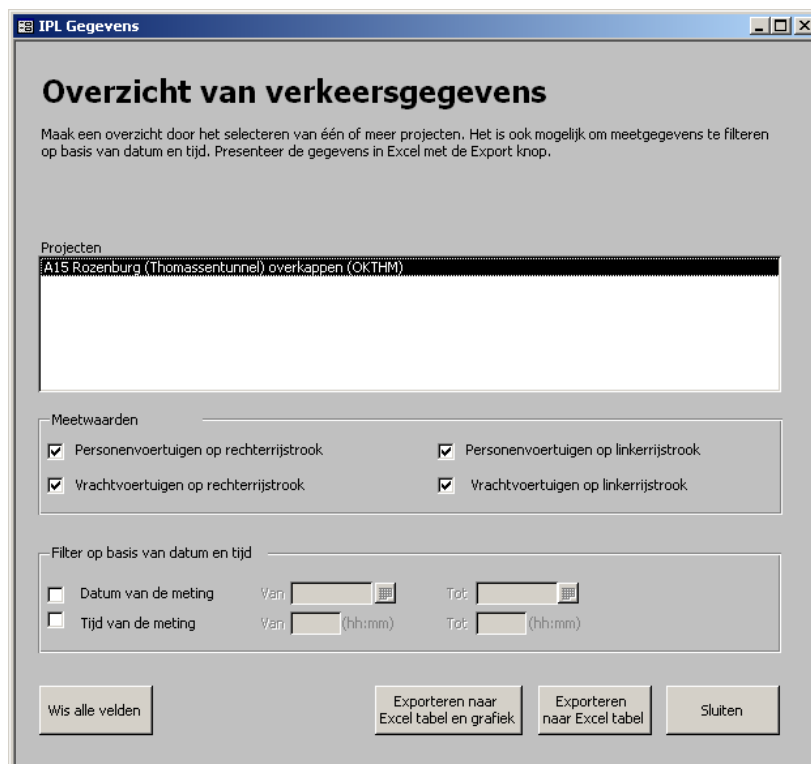 IPL Gegevens
Overzicht van verkeersgegevens
Maak een overzicht door het selecteren van één of meer projecten. Het is ook mogelijk om meetgegevens te filteren
op basis van datum en tijd. Presenteer de gegevens in Excel met de Export knop.
Projecten
A15 Rozenburg (Thomassentunnel) overkappen (OKTHM)
Meetwaarden
Personenvoertuigen op rechterrijstrook
Personenvoertuigen op linkerrijstrook
Vrachtvoertuigen op rechterrijstrook
Vrachtvoertuigen op linkerrijstrook
Filter op basis van datum en tijd
Datum van de meting Van Tot
Tijd van de meting Van (hh:mm) Tot (hh:mm)
Wis alle velden
Exporteren naar
Excel tabel en grafiek
Exporteren
naar Excel tabel
Sluiten